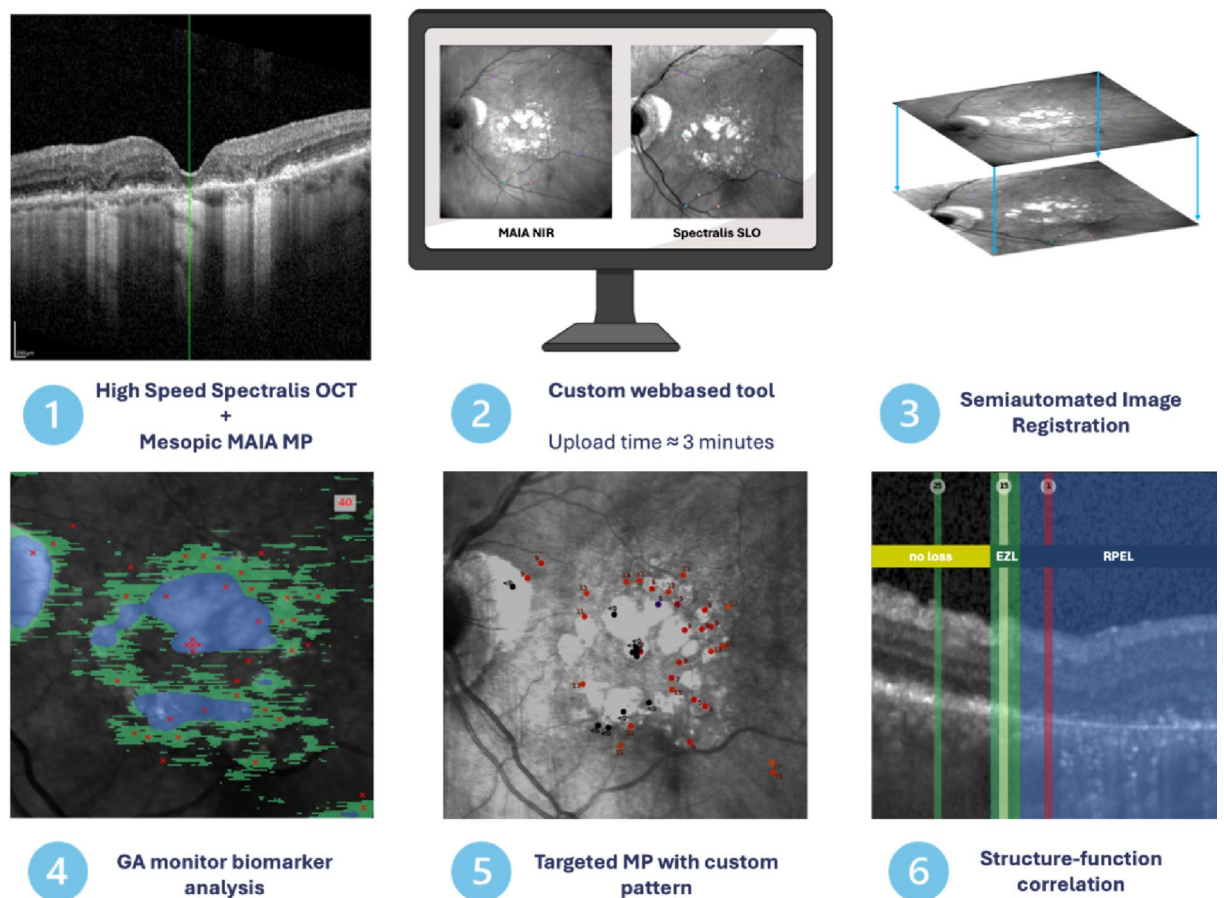 200 µm
MAIA NIR
Spectralis SLO
1
High Speed Spectralis OCT
+
Mesopic MAIA MP
2
Custom webbased tool
Upload time ≈ 3 minutes
3
Semiautomated Image
Registration
40
25
15
1
no loss
EZL
RPEL
4
GA monitor biomarker
analysis
5
Targeted MP with custom
pattern
6
Structure-function
correlation